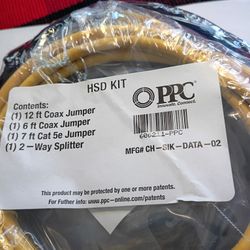 HSD KIT
Contents:
(1) 12 ft Coax Jumper
(1) 6 ft Coax Jumper
(1) 7 ft Cat 5e Jumper
(1) 2-Way Splitter
PPC
Innovate. Connect.
MFG# CH-SIK-DATA-02
This product may be protected by one or more patents.
For Futher info: www.ppc-online.com/patents